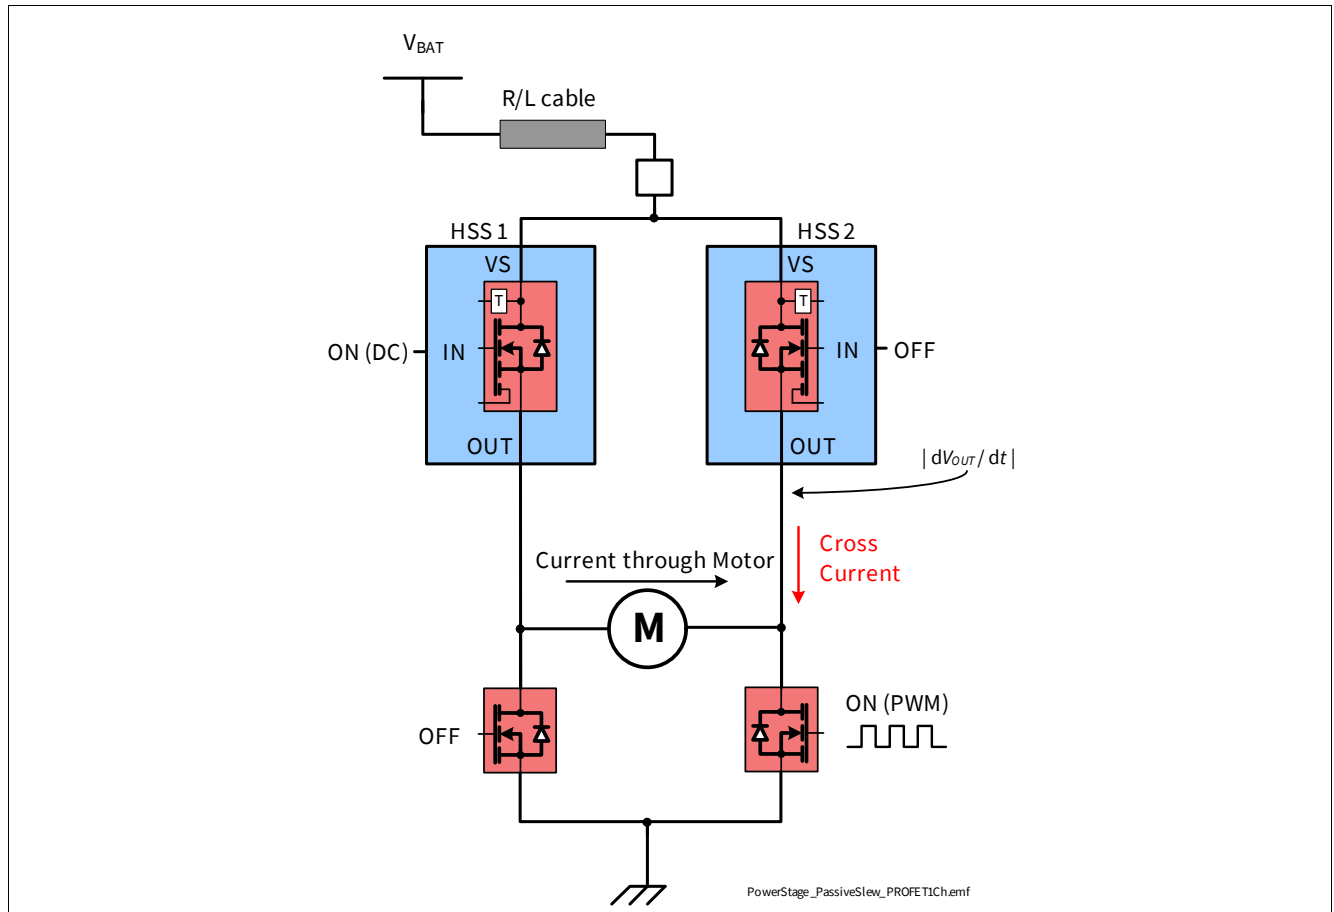 VBAT
R/L cable
HSS 1
HSS 2
VS
VS
T
T
ON (DC)
IN
IN
OFF
OUT
OUT
| dVOUT / dt |
Cross
Current
Current through Motor
M
ON (PWM)
OFF
PowerStage_PassiveSlew_PROFET1Ch.emf